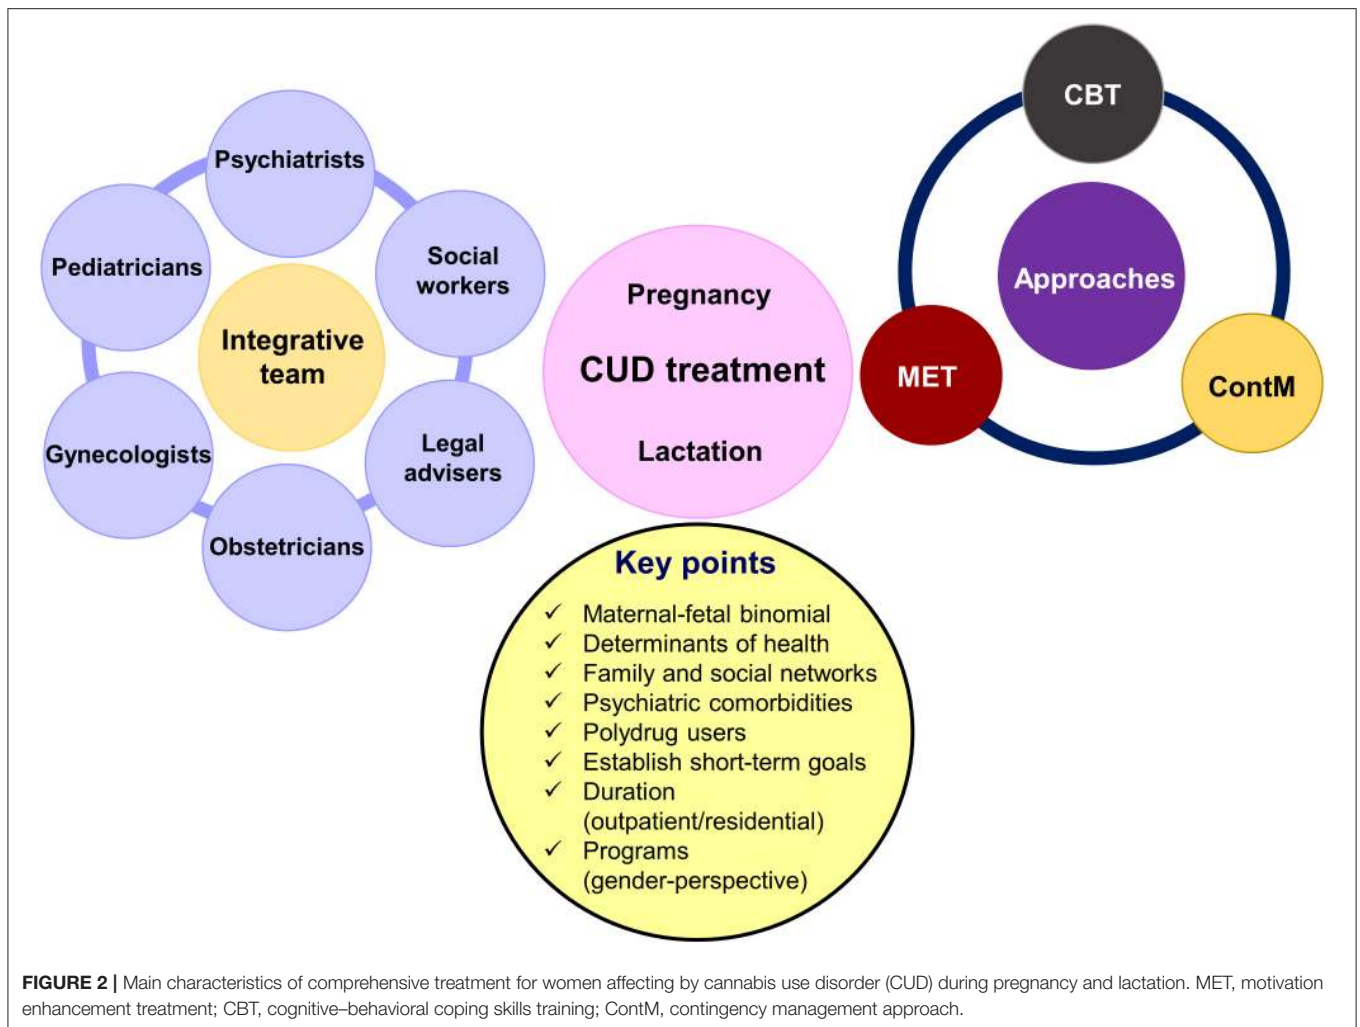 Psychiatrists
Pediatricians
Social
workers
Integrative
team
Gynecologists
Legal
advisers
Obstetricians
Pregnancy
CUD treatment
Lactation
CBT
Approaches
MET
ContM
Key points
✓ Maternal-fetal binomial
✓ Determinants of health
✓ Family and social networks
✓ Psychiatric comorbidities
✓ Polydrug users
✓ Establish short-term goals
✓ Duration
(outpatient/residential)
✓ Programs
(gender-perspective)
FIGURE 2 | Main characteristics of comprehensive treatment for women affecting by cannabis use disorder (CUD) during pregnancy and lactation. MET, motivation
enhancement treatment; CBT, cognitive–behavioral coping skills training; ContM, contingency management approach.